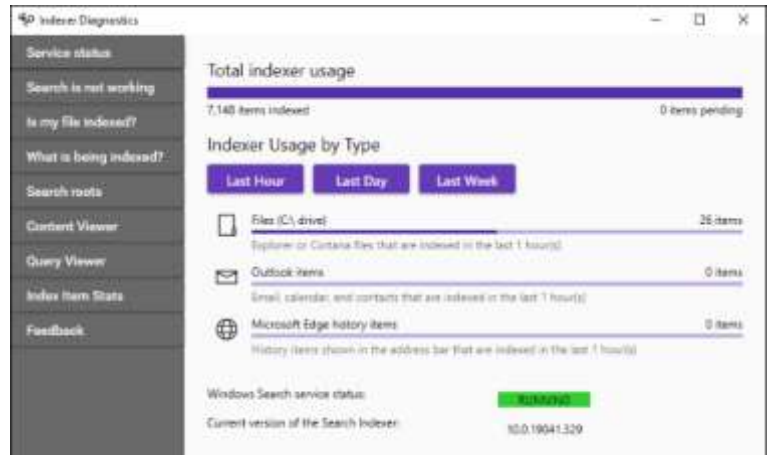 Indexer Diagnostics
Service status
Search is not working
Is my file indexed?
What is being indexed?
Search roots
Content Viewer
Query Viewer
Index Item Stats
Feedback
Total indexer usage
7,148 items indexed
0 items pending
Indexer Usage by Type
Last Hour
Last Day
Last Week
Files (C:\ drive)
26 items
Explorer or Cortana files that are indexed in the last 1 hour(s)
Outlook items
0 items
Email, calendar, and contacts that are indexed in the last 1 hour(s)
Microsoft Edge history items
0 items
History items shown in the address bar that are indexed in the last 1 hour(s)
Windows Search service status:
RUNNING
Current version of the Search Indexer:
10.0.19041.329